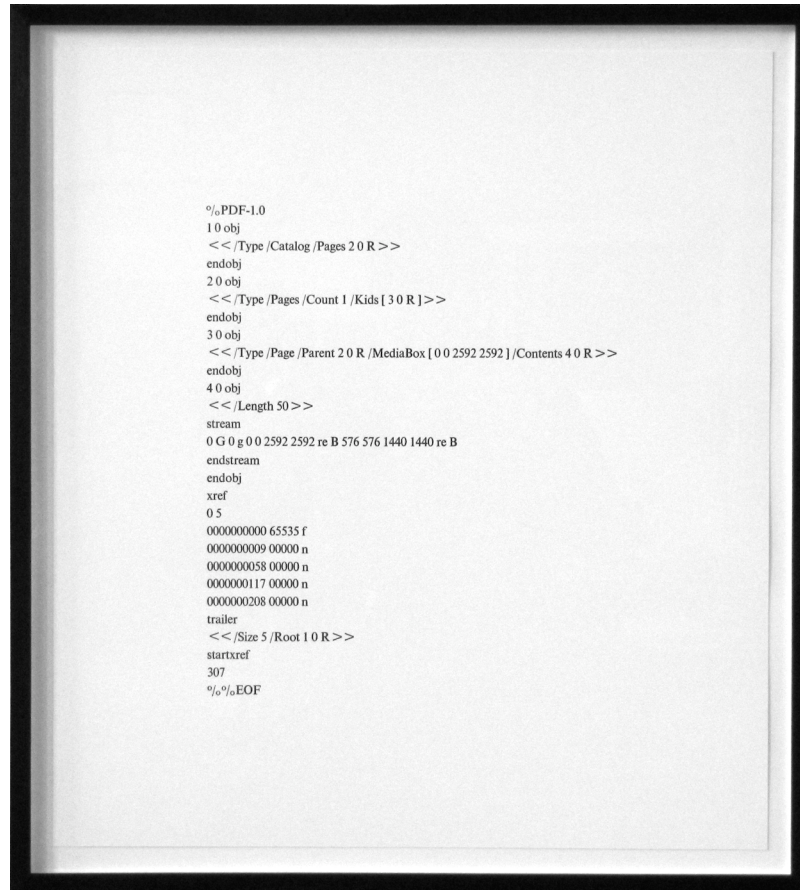 %PDF-1.0
1 0 obj
<< /Type /Catalog /Pages 2 0 R >>
endobj
2 0 obj
<< /Type /Pages /Count 1 /Kids [ 3 0 R ] >>
endobj
3 0 obj
<< /Type /Page /Parent 2 0 R /MediaBox [ 0 0 2592 2592 ] /Contents 4 0 R >>
endobj
4 0 obj
<< /Length 50 >>
stream
0 G 0 g 0 0 2592 2592 re B 576 576 1440 1440 re B
endstream
endobj
xref
0 5
0000000000 65535 f
0000000009 00000 n
0000000058 00000 n
0000000117 00000 n
0000000208 00000 n
trailer
<< /Size 5 /Root 1 0 R >>
startxref
307
%%EOF